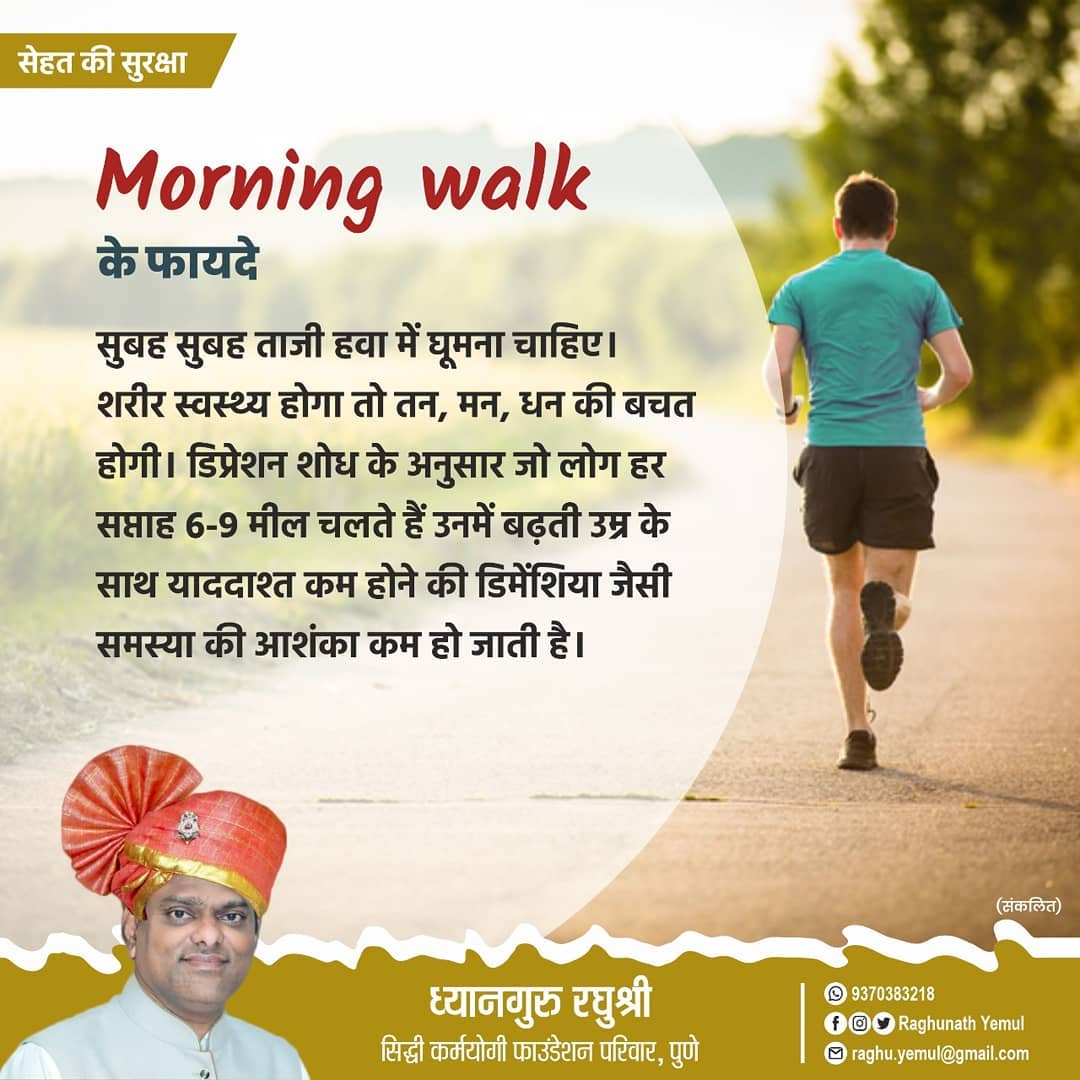 सेहत की सुरक्षा
Morning walk
के फायदे
सुबह सुबह ताजी हवा में घूमना चाहिए।
शरीर स्वस्थ्य होगा तो तन, मन, धन की बचत
होगी। डिप्रेशन शोध के अनुसार जो लोग हर
सप्ताह 6-9 मील चलते हैं उनमें बढ़ती उम्र के
साथ याददाश्त कम होने की डिमेंशिया जैसी
समस्या की आशंका कम हो जाती है।
(संकलित)
ध्यानगुरु रघुश्री
सिद्धी कर्मयोगी फाउंडेशन परिवार, पुणे
9370383218
Raghunath Yemul
raghu.yemul@gmail.com